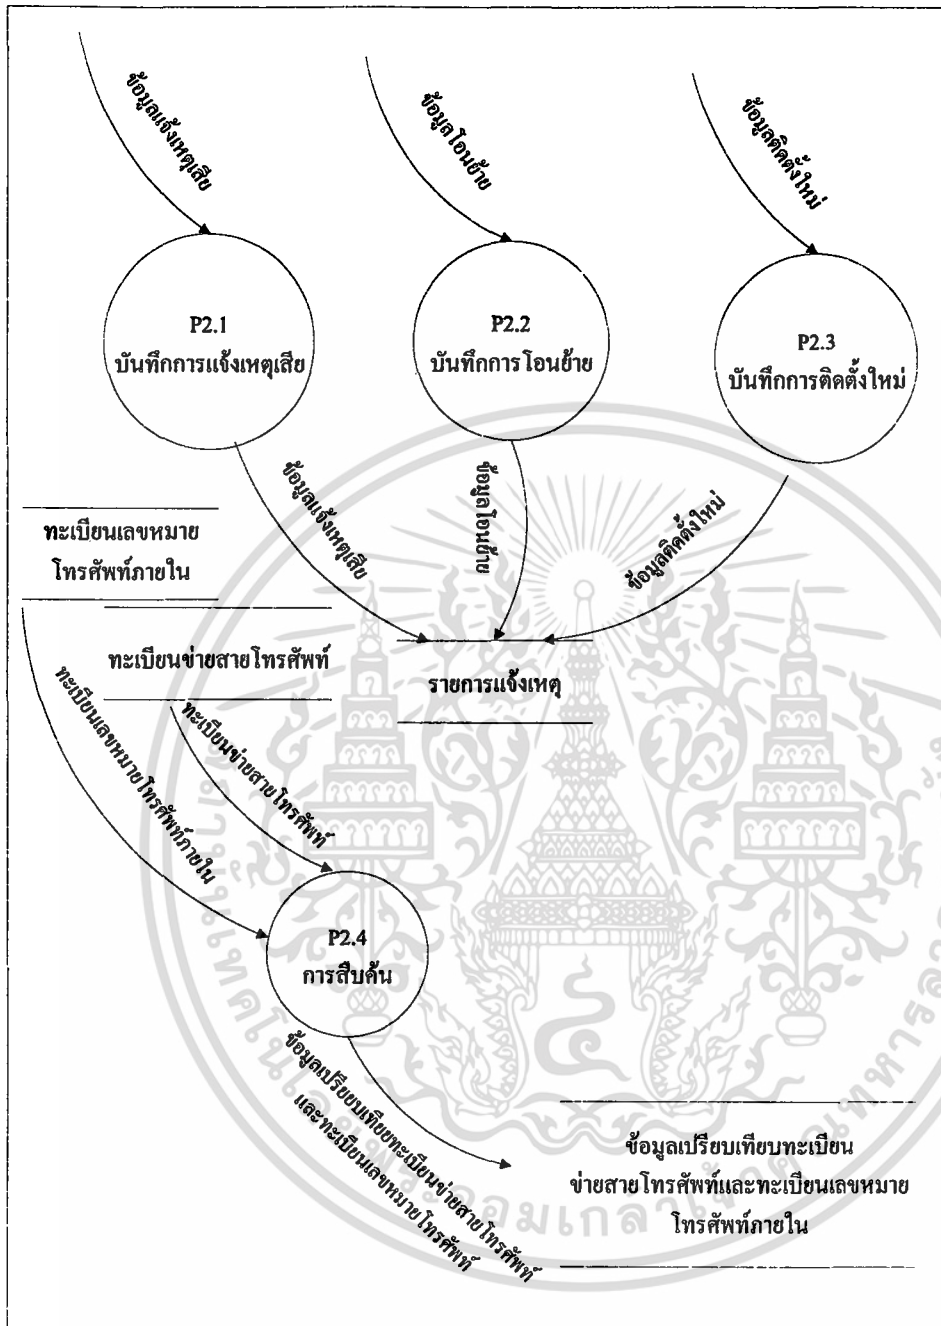 ข้อมูลแจ้งเหตุเสีย
ข้อมูลโอนย้าย
ข้อมูลติดตั้งใหม่
P2.1
บันทึกการแจ้งเหตุเสีย
P2.2
บันทึกการโอนย้าย
P2.3
บันทึกการติดตั้งใหม่
ข้อมูลแจ้งเหตุเสีย
ข้อมูลโอนย้าย
ข้อมูลติดตั้งใหม่
ทะเบียนเลขหมาย
โทรศัพท์ภายใน
ทะเบียนข่ายสายโทรศัพท์
รายการแจ้งเหตุ
ทะเบียนเลขหมายโทรศัพท์ภายใน
ทะเบียนข่ายสายโทรศัพท์
P2.4
การสืบค้น
ข้อมูลเปรียบเทียบทะเบียนข่ายสายโทรศัพท์
และทะเบียนเลขหมายโทรศัพท์
ข้อมูลเปรียบเทียบทะเบียน
ข่ายสายโทรศัพท์และทะเบียนเลขหมาย
โทรศัพท์ภายใน